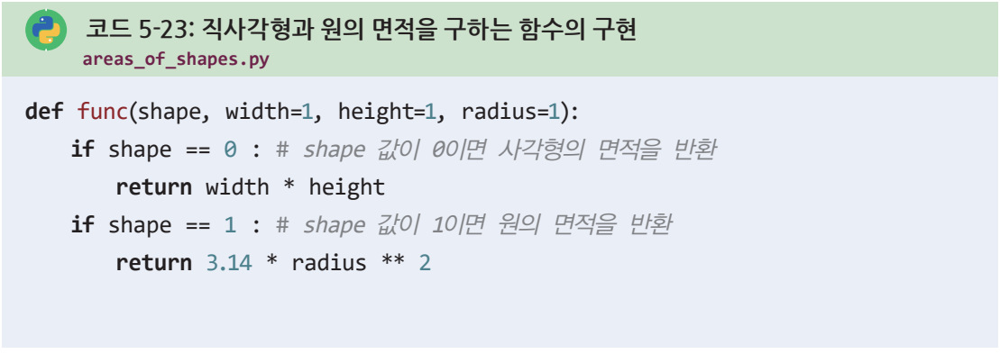 코드 5-23: 직사각형과 원의 면적을 구하는 함수의 구현
areas_of_shapes.py
def func(shape, width=1, height=1, radius=1):
    if shape == 0 : # shape 값이 0이면 사각형의 면적을 반환
        return width * height
    if shape == 1 : # shape 값이 1이면 원의 면적을 반환
        return 3.14 * radius ** 2